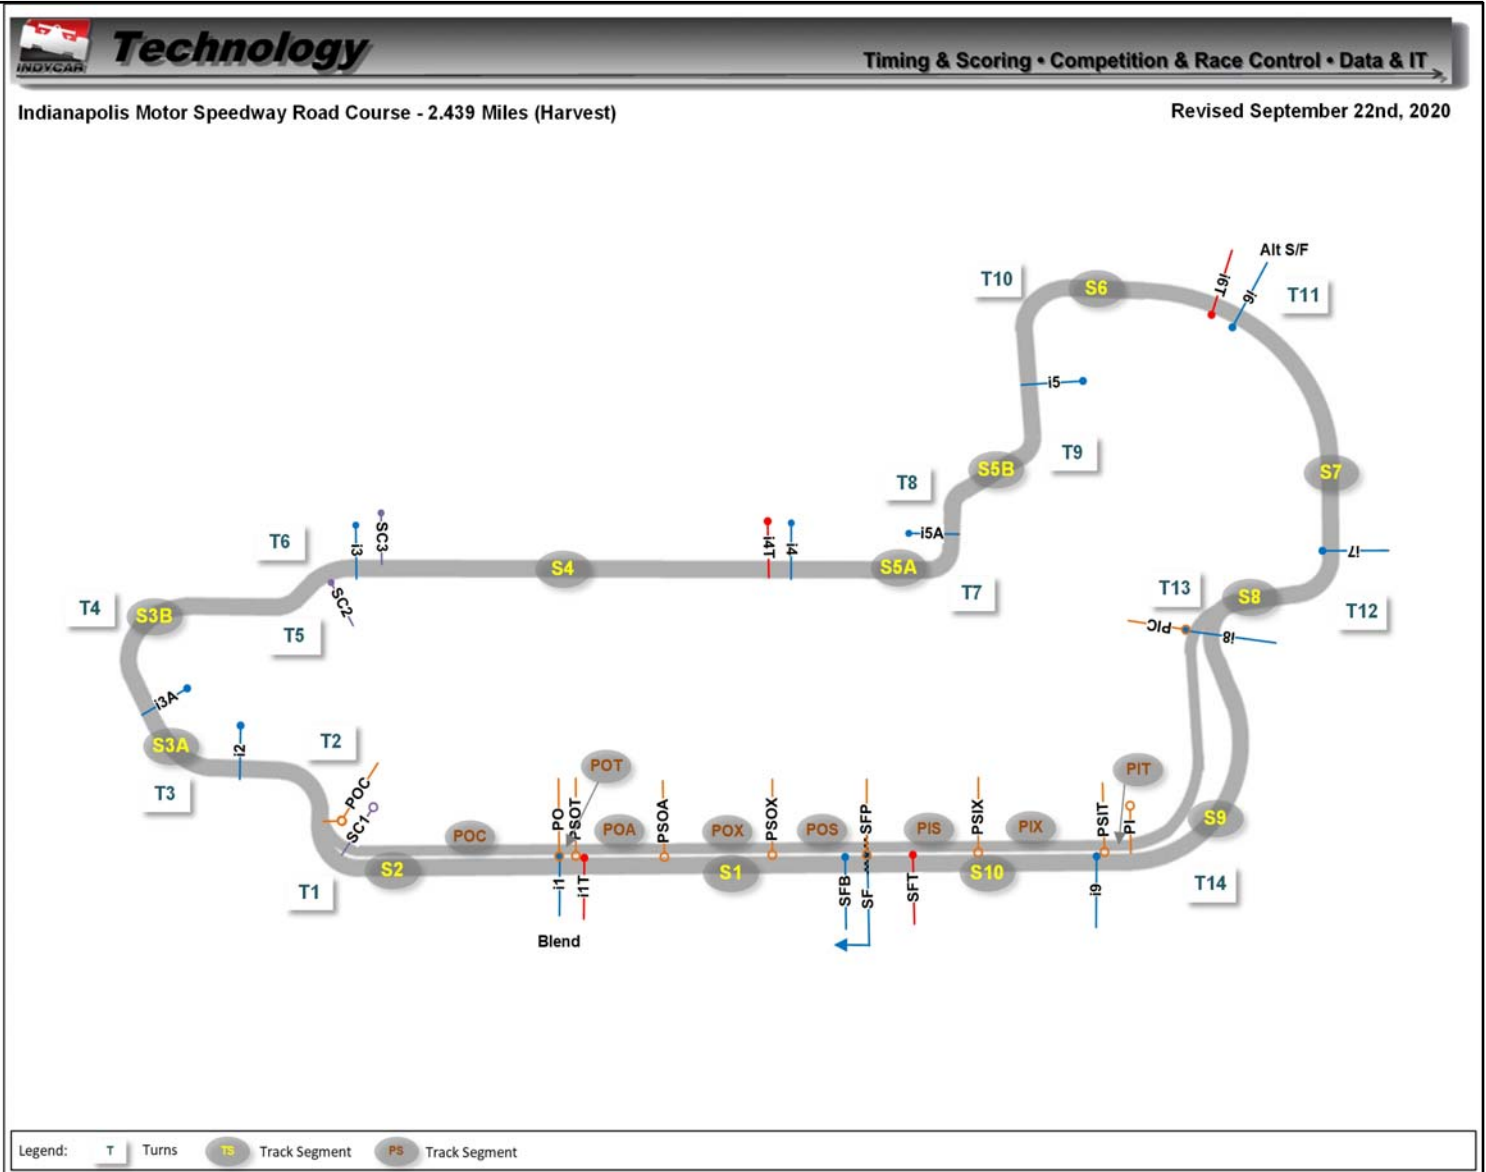 INDYCAR
Technology
Timing & Scoring • Competition & Race Control • Data & IT
Indianapolis Motor Speedway Road Course - 2.439 Miles (Harvest)
Revised September 22nd, 2020
Alt S/F
T10
S6
i6T
i6
T11
i5
T9
T8
S5B
S7
SC3
i3
T6
i4T
i4
i5A
i7
S4
S5A
T7
T13
S8
T12
SC2
T4
S3B
T5
PIC
i8
i3A
S3A
i2
T2
T3
POC
SC1
POT
PIT
PO
PSOT
PSOA
PSOX
SFP
PSIX
PSIT
PI
POC
POA
POX
POS
PIS
PIX
S9
T1
S2
i1
i1T
S1
SFB
SF
SFT
S10
i9
T14
Blend
Legend: T Turns TS Track Segment PS Track Segment